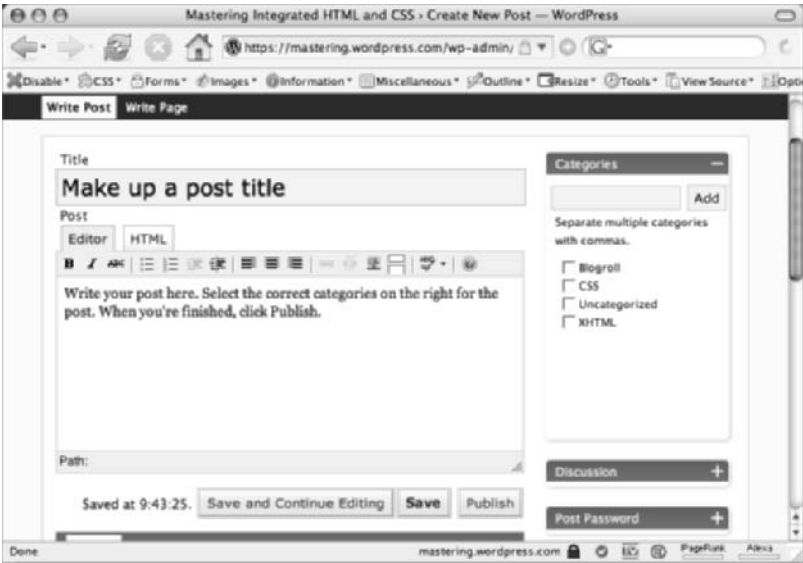 Mastering Integrated HTML and CSS › Create New Post — WordPress
https://mastering.wordpress.com/wp-admin/
Disable CSS Forms Images Information Miscellaneous Outline Resize Tools View Source Optio
Write Post Write Page
Title
Make up a post title
Post
Editor HTML
B I ABC
Write your post here. Select the correct categories on the right for the
post. When you're finished, click Publish.
Path:
Saved at 9:43:25. Save and Continue Editing Save Publish
Categories
Add
Separate multiple categories
with commas.
Blogroll
CSS
Uncategorized
XHTML
Discussion
Post Password
Done mastering.wordpress.com PageRank Alexa